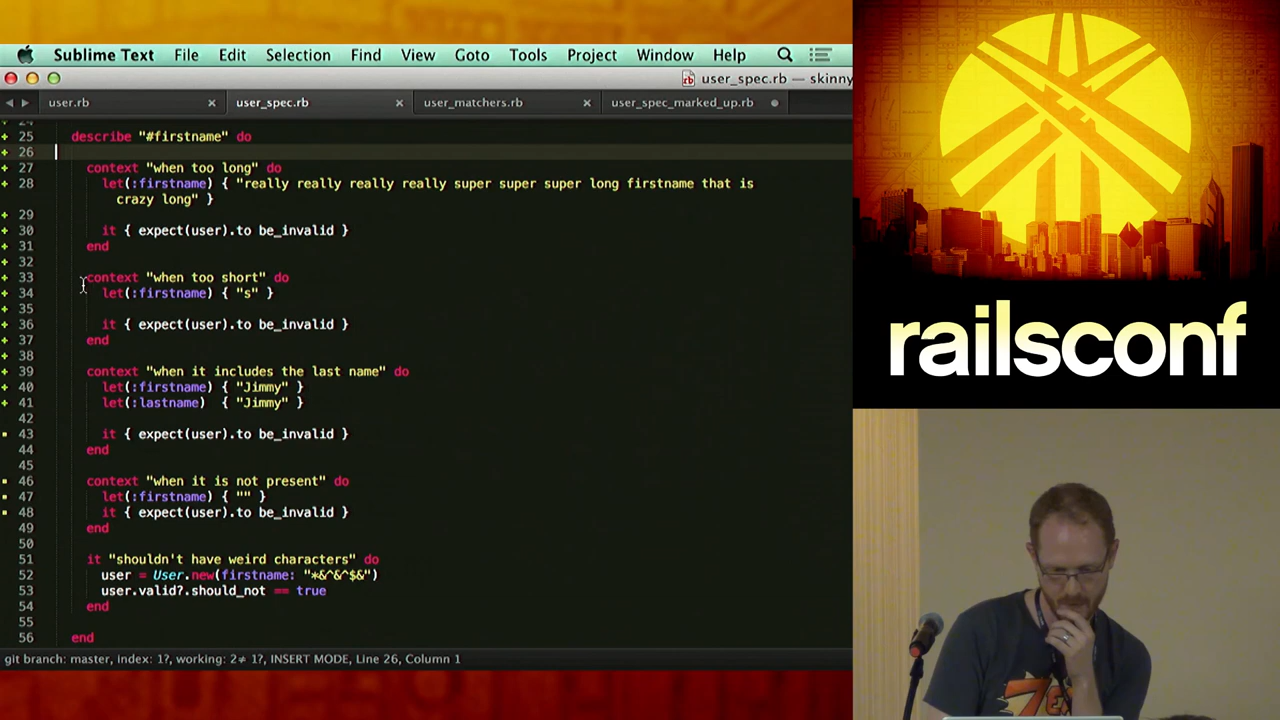 Sublime Text File Edit Selection Find View Goto Tools Project Window Help
user_spec.rb — skinny
user.rb user_spec.rb user_matchers.rb user_spec_marked_up.rb
24
25 describe "#firstname" do
26
27 context "when too long" do
28 let(:firstname) { "really really really really super super super long firstname that is
crazy long" }
29
30 it { expect(user).to be_invalid }
31 end
32
33 context "when too short" do
34 let(:firstname) { "s" }
35
36 it { expect(user).to be_invalid }
37 end
38
39 context "when it includes the last name" do
40 let(:firstname) { "Jimmy" }
41 let(:lastname)  { "Jimmy" }
42
43 it { expect(user).to be_invalid }
44 end
45
46 context "when it is not present" do
47 let(:firstname) { "" }
48 it { expect(user).to be_invalid }
49 end
50
51 it "shouldn't have weird characters" do
52 user = User.new(firstname: "*&^&^$&")
53 user.valid?.should_not == true
54 end
55
56 end
git branch: master, index: 1?, working: 2≠ 1?, INSERT MODE, Line 26, Column 1
railsconf